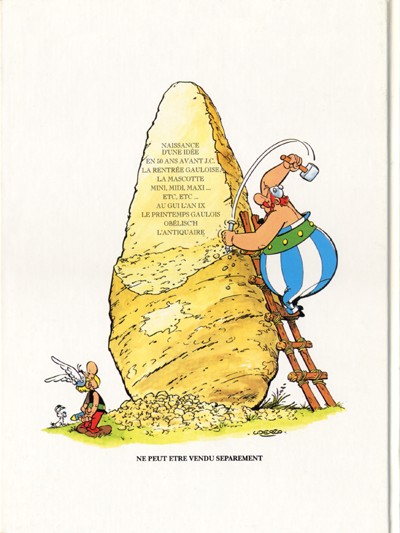 NAISSANCE
D'UNE IDÉE
EN 50 ANS AVANT J.C.
LA RENTRÉE GAULOISE
LA MASCOTTE
MINI, MIDI, MAXI ...
ETC, ETC ...
AU GUI L'AN IX
LE PRINTEMPS GAULOIS
OBÉLISC'H
L'ANTIQUAIRE
UDERZO
NE PEUT ETRE VENDU SEPAREMENT